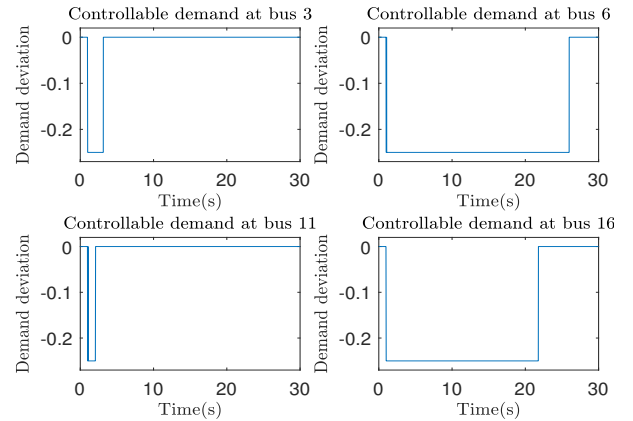 Controllable demand at bus 3
Demand deviation
0
-0.1
-0.2
0 10 20 30
Time(s)
Controllable demand at bus 6
Demand deviation
0
-0.1
-0.2
0 10 20 30
Time(s)
Controllable demand at bus 11
Demand deviation
0
-0.1
-0.2
0 10 20 30
Time(s)
Controllable demand at bus 16
Demand deviation
0
-0.1
-0.2
0 10 20 30
Time(s)